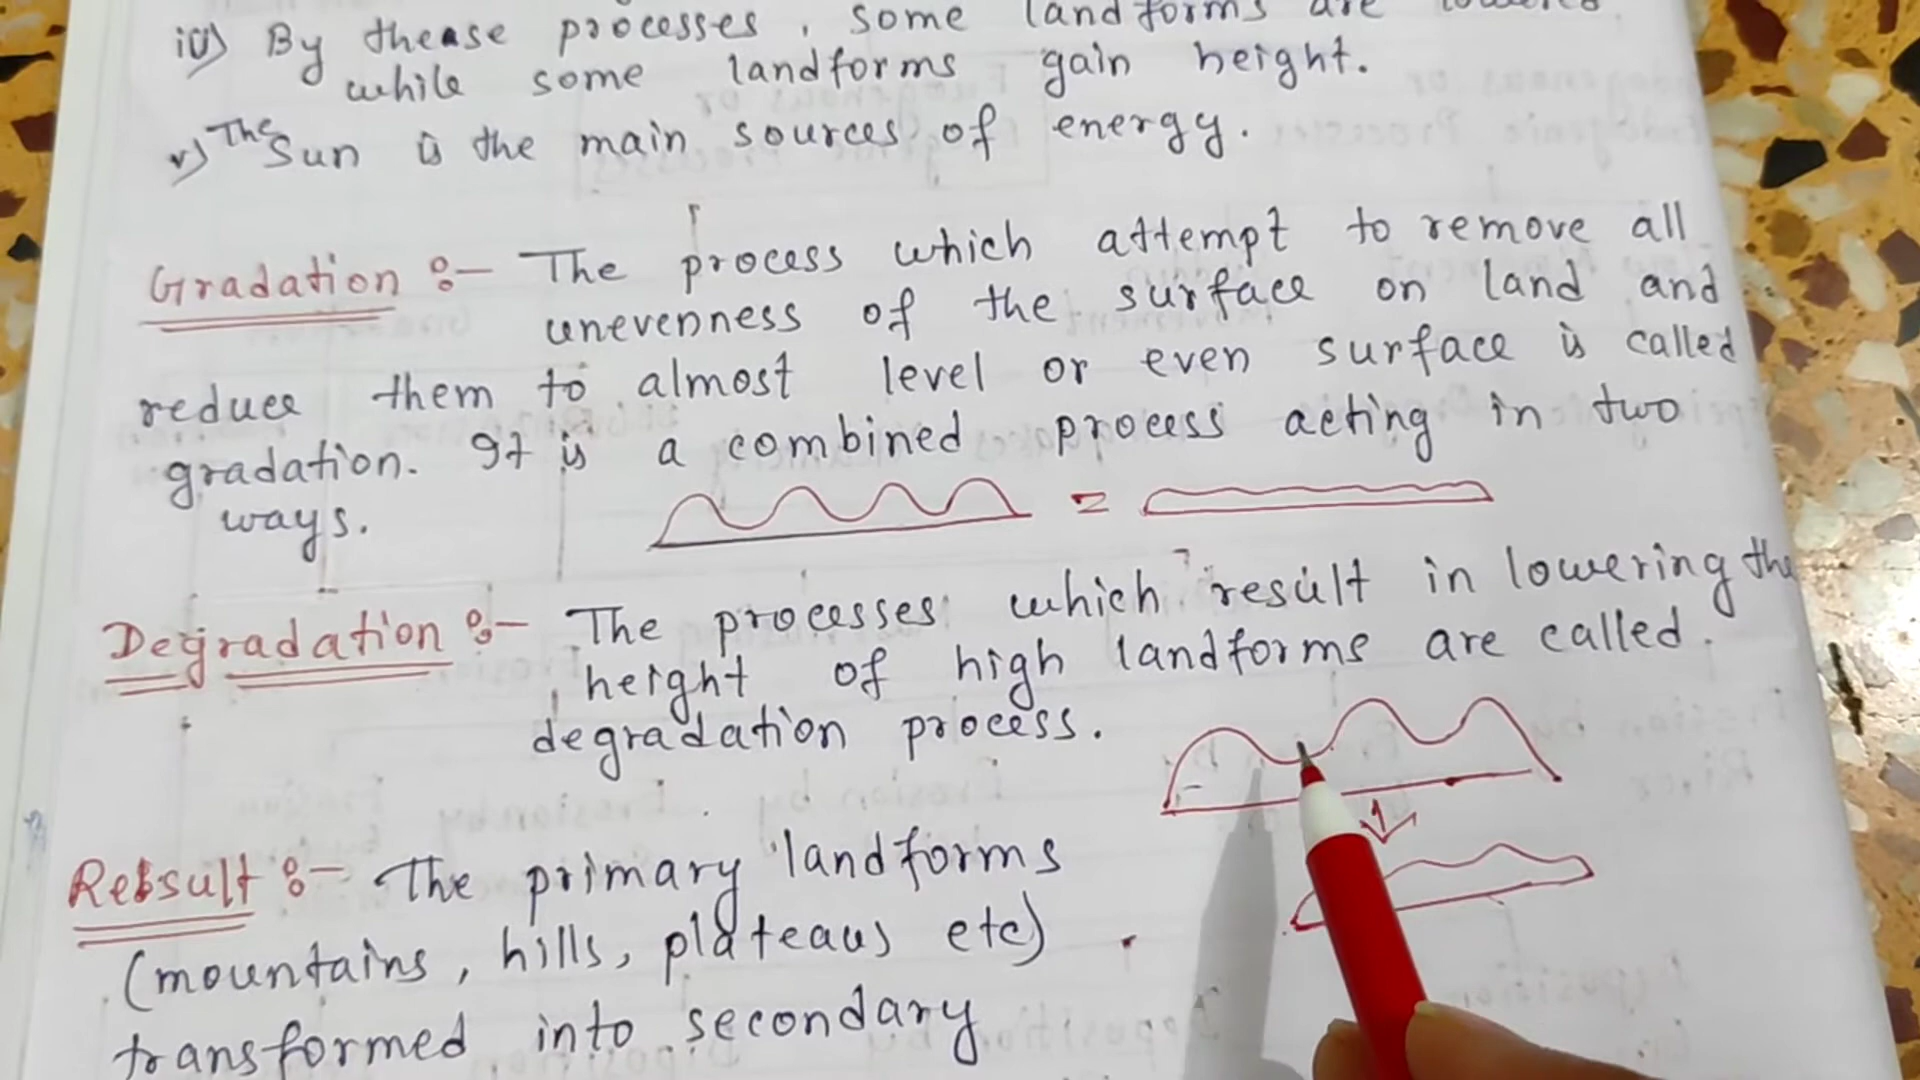 iv) By thease processes, some landforms are lowered
while some landforms gain height.
v) The Sun is the main sources of energy.
Gradation :- The process which attempt to remove all
unevenness of the surface on land and
reduce them to almost level or even surface is called
gradation. It is a combined process acting in two
ways.
Degradation :- The processes which result in lowering the
height of high landforms are called
degradation process.
Rebsult :- The primary landforms
(mountains, hills, plateaus etc)
transformed into secondary